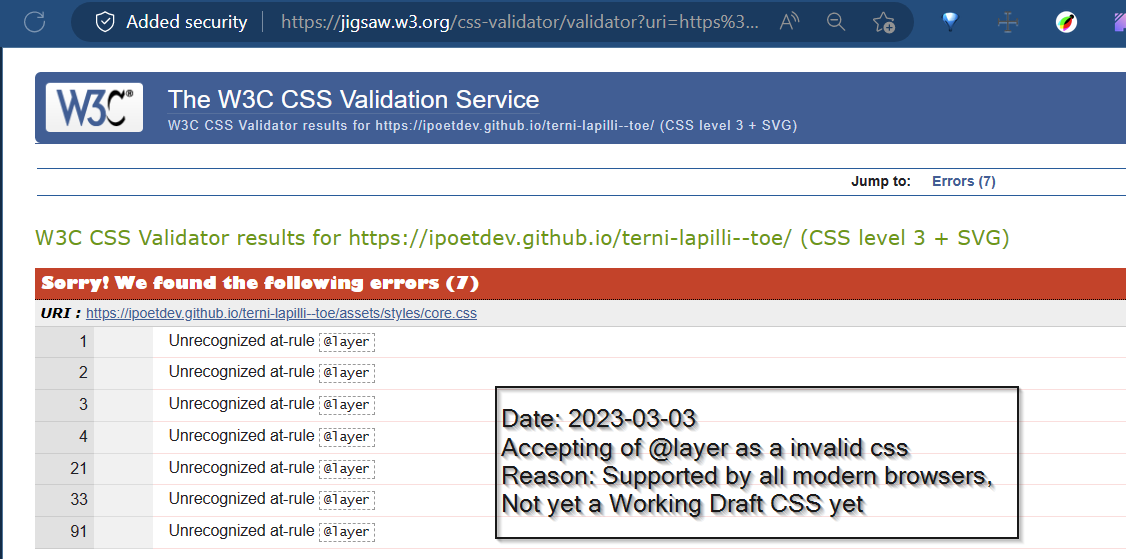 Added security
https://jigsaw.w3.org/css-validator/validator?uri=https%3...
W3C®
The W3C CSS Validation Service
W3C CSS Validator results for https://ipoetdev.github.io/terni-lapilli--toe/ (CSS level 3 + SVG)
Jump to: Errors (7)
W3C CSS Validator results for https://ipoetdev.github.io/terni-lapilli--toe/ (CSS level 3 + SVG)
Sorry! We found the following errors (7)
URI : https://ipoetdev.github.io/terni-lapilli--toe/assets/styles/core.css
1 Unrecognized at-rule @layer
2 Unrecognized at-rule @layer
3 Unrecognized at-rule @layer
4 Unrecognized at-rule @layer
21 Unrecognized at-rule @layer
33 Unrecognized at-rule @layer
91 Unrecognized at-rule @layer
Date: 2023-03-03
Accepting of @layer as a invalid css
Reason: Supported by all modern browsers,
Not yet a Working Draft CSS yet